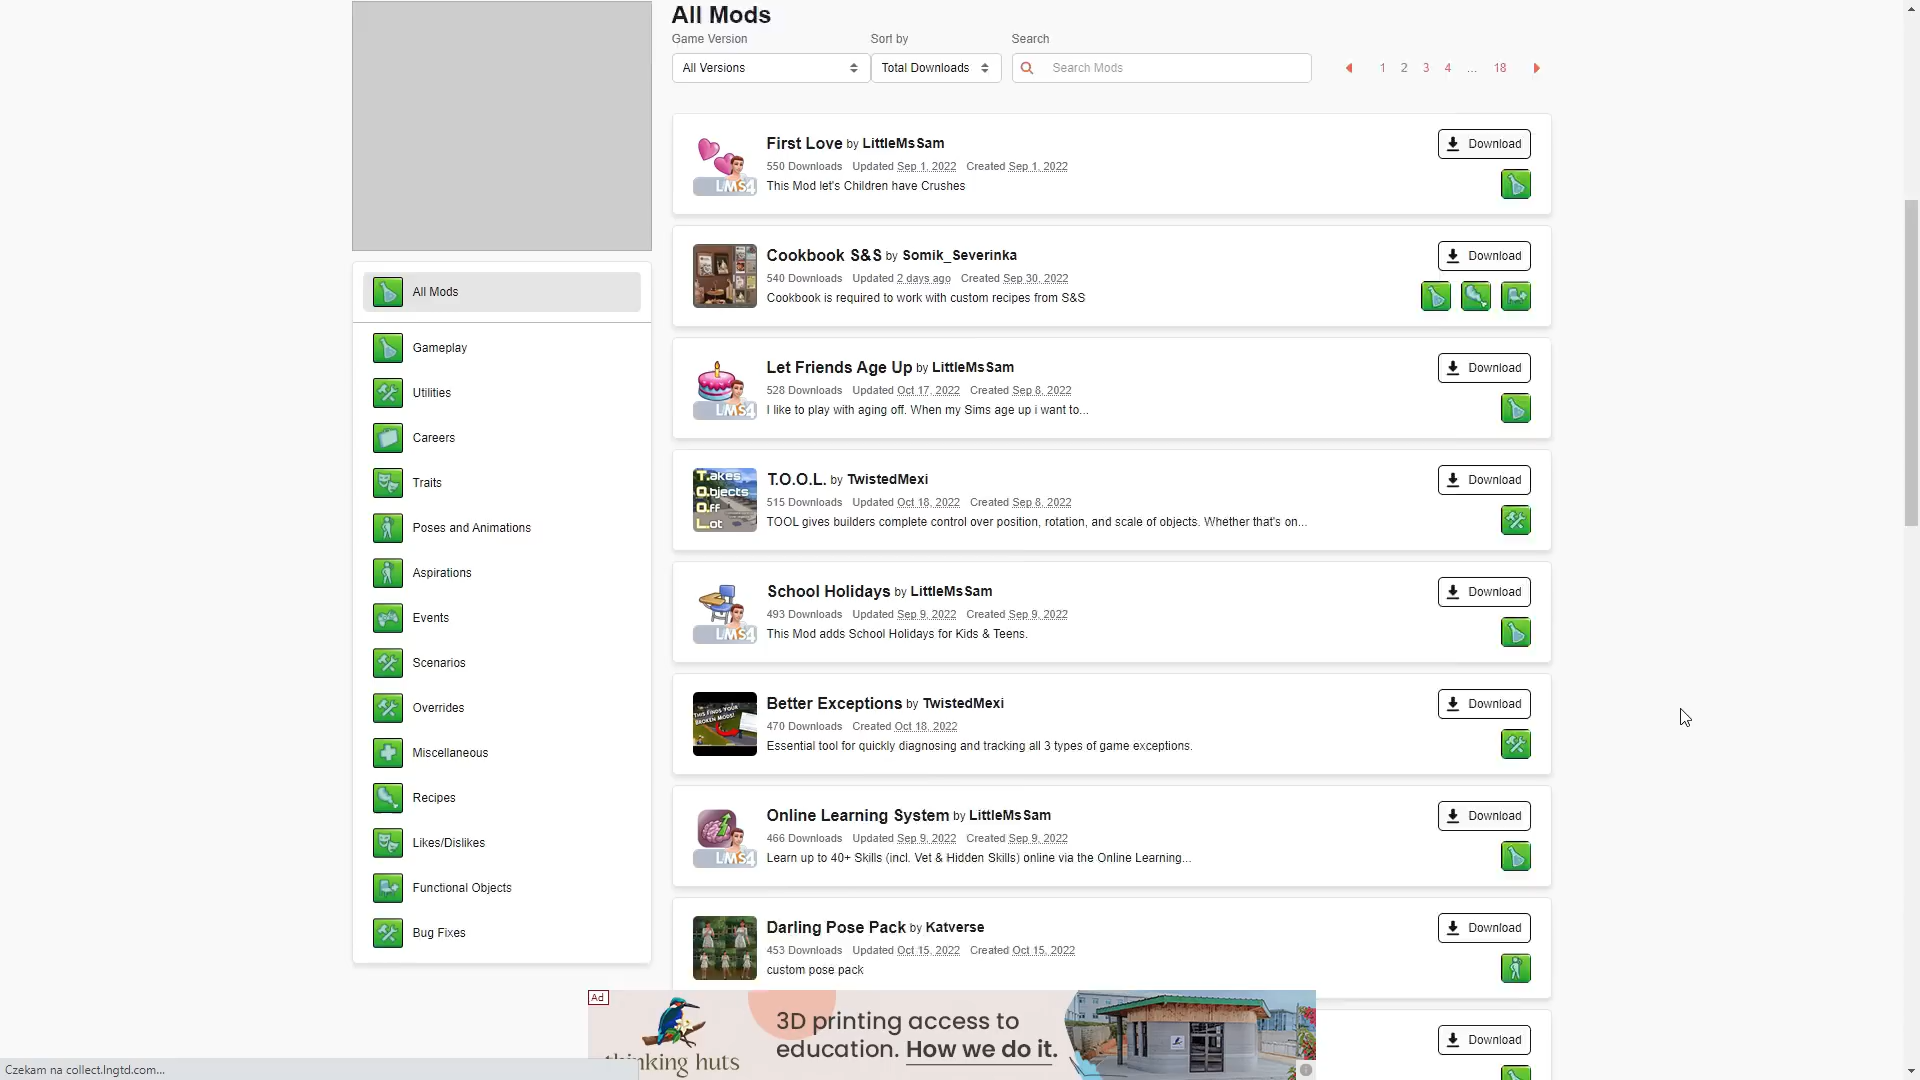 All Mods
Game Version
Sort by
Search
All Versions
Total Downloads
Search Mods
1 2 3 4 ... 18
First Love by LittleMsSam
550 Downloads Updated Sep 1, 2022 Created Sep 1, 2022
This Mod let's Children have Crushes
Download
LMS4
Cookbook S&S by Somik_Severinka
540 Downloads Updated 2 days ago Created Sep 30, 2022
Cookbook is required to work with custom recipes from S&S
Download
Let Friends Age Up by LittleMsSam
528 Downloads Updated Oct 17, 2022 Created Sep 8, 2022
I like to play with aging off. When my Sims age up i want to...
Download
LMS4
T.O.O.L. by TwistedMexi
515 Downloads Updated Oct 18, 2022 Created Sep 8, 2022
TOOL gives builders complete control over position, rotation, and scale of objects. Whether that's on...
Download
T.akes
O.bjects
O.ff
L.ot
School Holidays by LittleMsSam
493 Downloads Updated Sep 9, 2022 Created Sep 9, 2022
This Mod adds School Holidays for Kids & Teens.
Download
LMS4
Better Exceptions by TwistedMexi
470 Downloads Created Oct 18, 2022
Essential tool for quickly diagnosing and tracking all 3 types of game exceptions.
Download
THIS FINDS YOUR
BROKEN MODS!
Online Learning System by LittleMsSam
466 Downloads Updated Sep 9, 2022 Created Sep 9, 2022
Learn up to 40+ Skills (incl. Vet & Hidden Skills) online via the Online Learning...
Download
LMS4
Darling Pose Pack by Katverse
453 Downloads Updated Oct 15, 2022 Created Oct 15, 2022
custom pose pack
Download
Download
All Mods
Gameplay
Utilities
Careers
Traits
Poses and Animations
Aspirations
Events
Scenarios
Overrides
Miscellaneous
Recipes
Likes/Dislikes
Functional Objects
Bug Fixes
Ad
thinking huts
3D printing access to
education. How we do it.
Czekam na collect.lngtd.com...